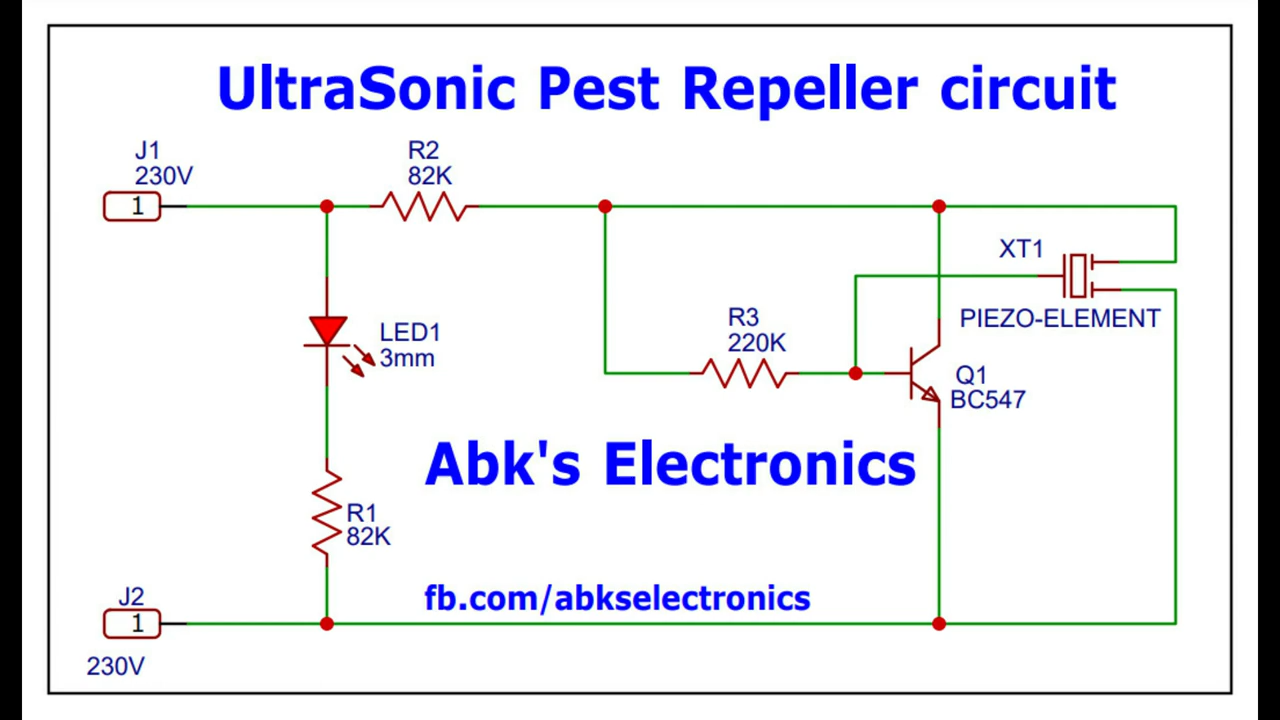 UltraSonic Pest Repeller circuit
J1
230V
1
R2
82K
XT1
PIEZO-ELEMENT
R3
220K
LED1
3mm
Q1
BC547
Abk's Electronics
R1
82K
J2
1
230V
fb.com/abkselectronics